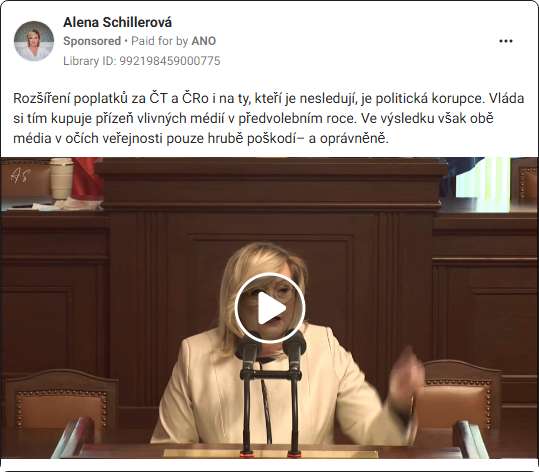 Alena Schillerová
Sponsored • Paid for by ANO
Library ID: 992198459000775
Rozšíření poplatků za ČT a ČRo i na ty, kteří je nesledují, je politická korupce. Vláda
si tím kupuje přízeň vlivných médií v předvolebním roce. Ve výsledku však obě
média v očích veřejnosti pouze hrubě poškodí– a oprávněně.
AS